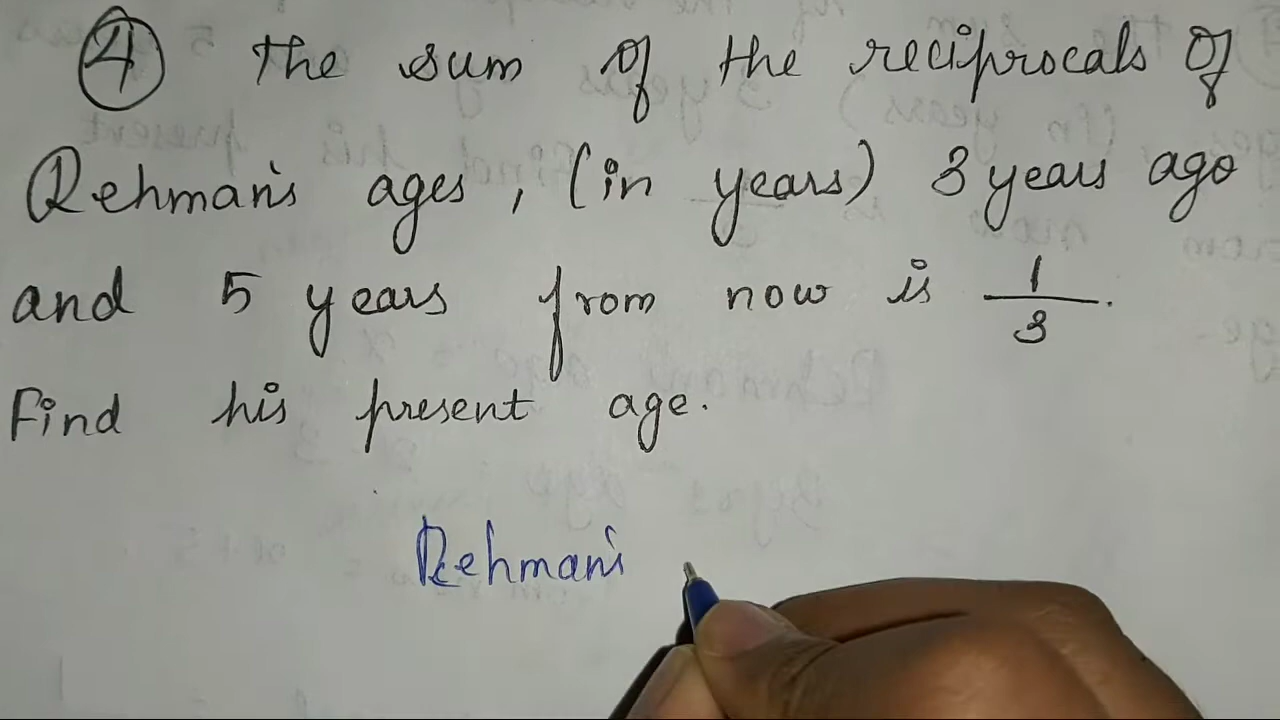 4 The sum of the reciprocals of
Rehman's ages, (in years) 3 years ago
and 5 years from now is 1/3.
Find his present age.
Rehman's